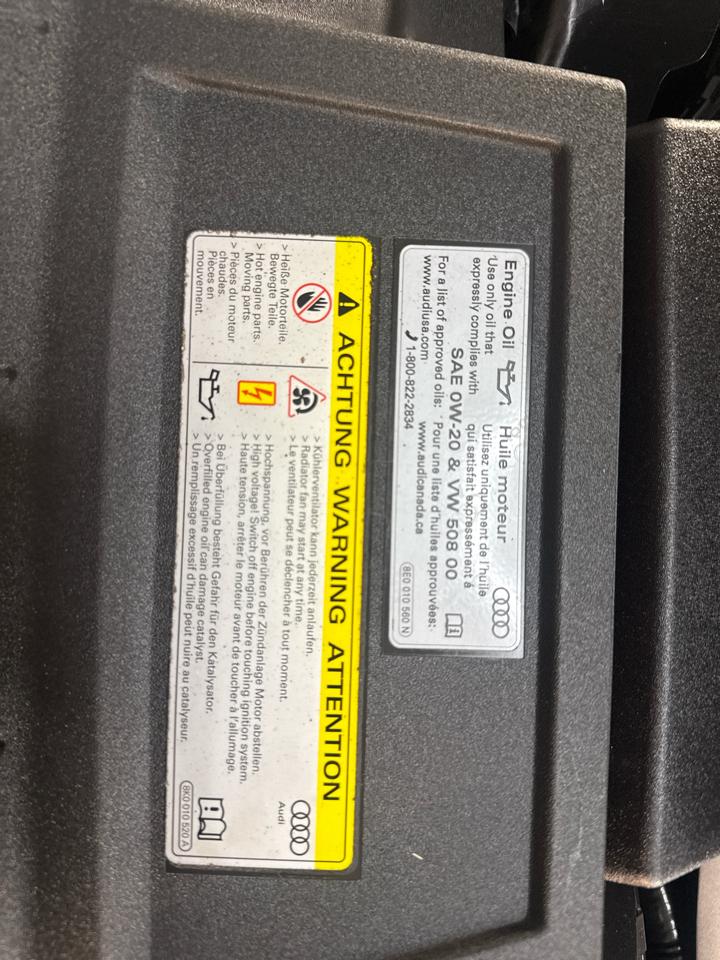 Engine Oil
Use only oil that
expressly complies with
Huile moteur
Utilisez uniquement de l'huile
qui satisfait expressément à
SAE 0W-20 & VW 508 00
For a list of approved oils:
www.audiusa.com
1-800-822-2834
Pour une liste d'huiles approuvées:
www.audicanada.ca
8E0 010 560 N
ACHTUNG WARNING ATTENTION
> Heiße Motorteile.
Bewegte Teile.
> Hot engine parts.
Moving parts.
> Pièces du moteur
chaudes.
Pièces en
mouvement.
> Kühlerventilator kann jederzeit anlaufen.
> Radiator fan may start at any time.
> Le ventilateur peut se déclencher à tout moment.
> Hochspannung, vor Berühren der Zündanlage Motor abstellen.
> High voltage! Switch off engine before touching ignition system.
> Haute tension, arrêter le moteur avant de toucher à l'allumage.
> Bei Überfüllung besteht Gefahr für den Katalysator.
> Overfilled engine oil can damage catalyst.
> Un remplissage excessif d'huile peut nuire au catalyseur.
Audi
8K0 010 520 A